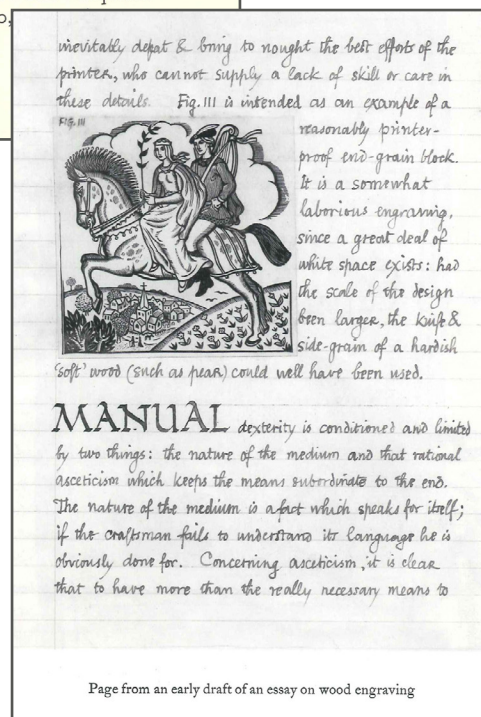 o,
inevitably defeat & bring to nought the best efforts of the
printer, who cannot supply a lack of skill or care in
these details. Fig. III is intended as an example of a
FIG. III
reasonably printer-
proof end-grain block.
It is a somewhat
laborious engraving,
since a great deal of
white space exists: had
the scale of the design
been larger, the knife &
side-grain of a hardish
'soft' wood (such as pear) could well have been used.
MANUAL dexterity is conditioned and limited
by two things: the nature of the medium and that rational
asceticism which keeps the means subordinate to the end.
The nature of the medium is a fact which speaks for itself;
if the craftsman fails to understand its language he is
obviously done for. Concerning asceticism, it is clear
that to have more than the really necessary means to
Page from an early draft of an essay on wood engraving